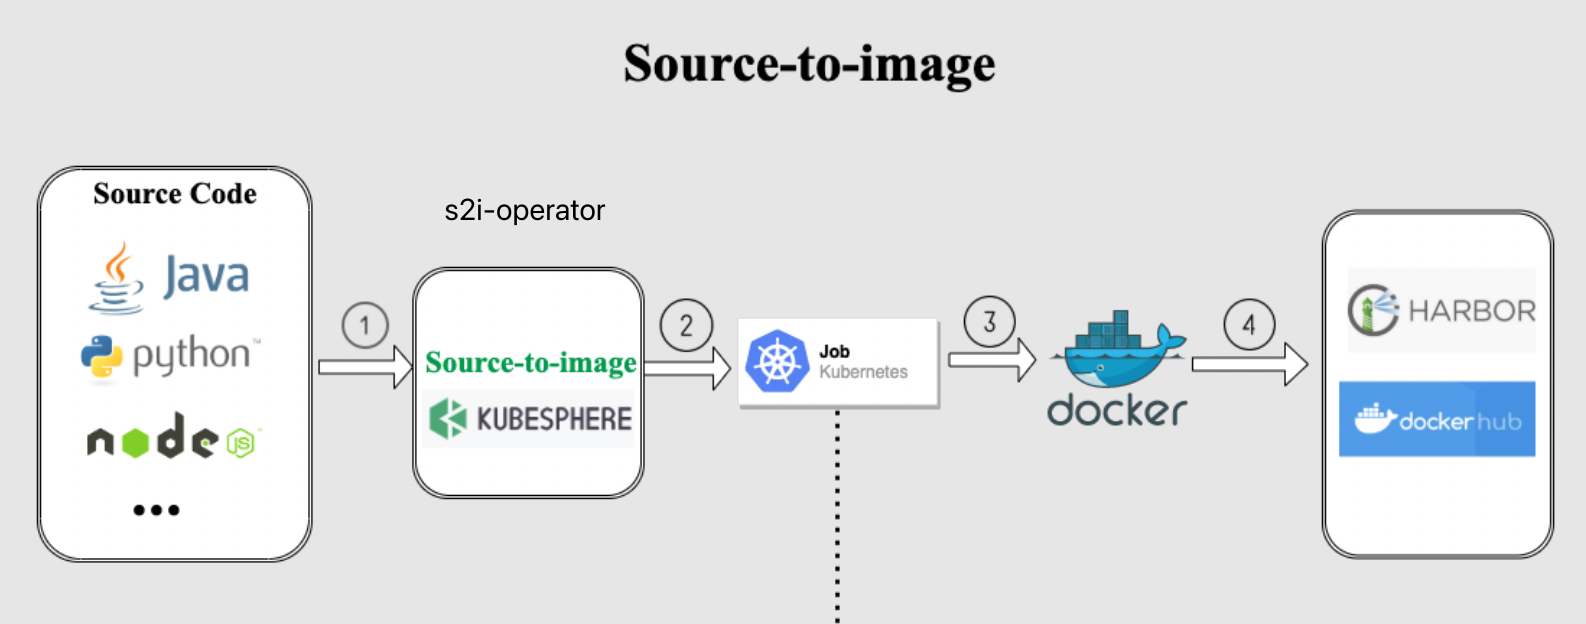 Source-to-image
Source Code
Java
python™
node JS
•••
1
s2i-operator
Source-to-image
KUBESPHERE
2
Job
Kubernetes
3
docker
4
HARBOR
docker hub